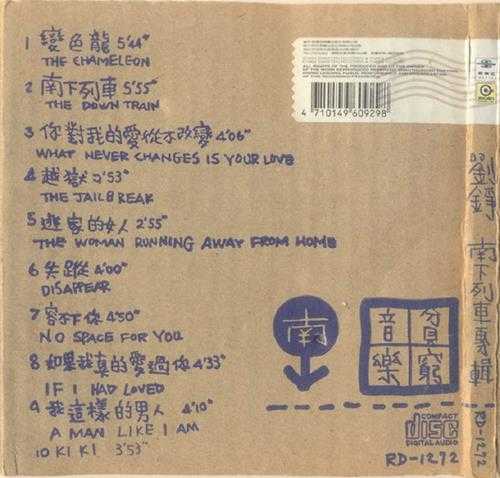 1 變色龍 5'44"
THE CHAMELEON
2 南下列車 5'55"
THE DOWN TRAIN
3 你對我的愛從不改變 4'06"
WHAT NEVER CHANGES IS YOUR LOVE
4 越獄 5'53"
THE JAILBREAK
5 逃家的女人 2'55"
THE WOMAN RUNNING AWAY FROM HOME
6 失蹤 4'00"
DISAPPEAR
7 容不下你 4'50"
NO SPACE FOR YOU
8 如果我真的愛過你 4'33"
IF I HAD LOVED
9 我這樣的男人 4'10"
A MAN LIKE I AM
10 KIKI 3'53"
4 710149 609298
南
音 貧
樂 窮
COMPACT
disc
DIGITAL AUDIO
RD-1272
南下列車專輯
RD-1272